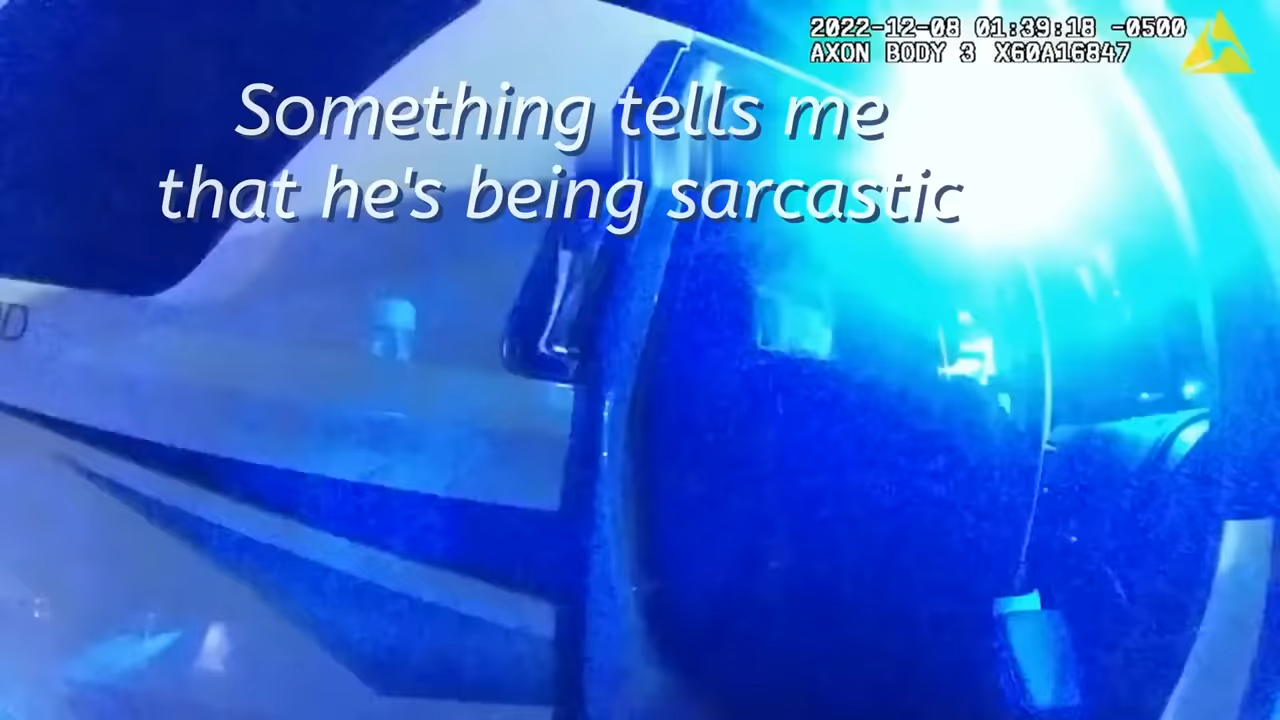 2022-12-08 01:39:18 -0500
AXON BODY 3 X60A16847
Something tells me
that he's being sarcastic